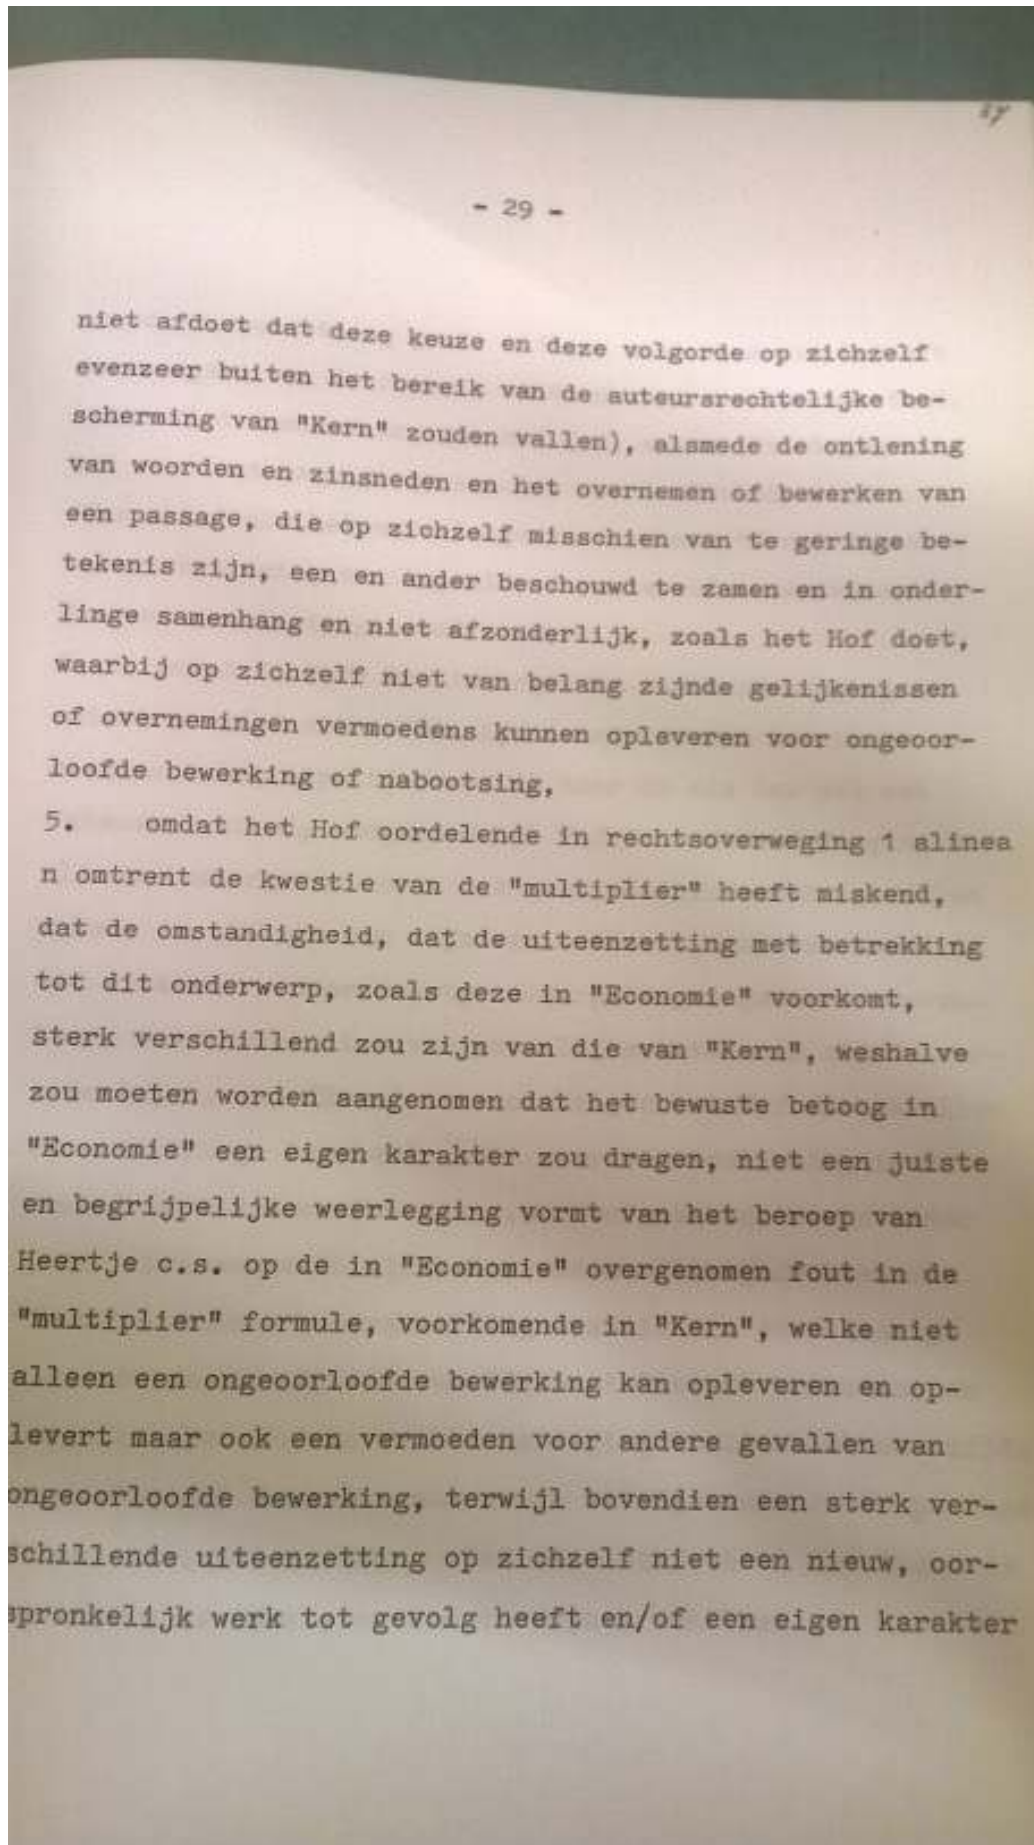 - 29 -
niet afdoet dat deze keuze en deze volgorde op zichzelf
evenzeer buiten het bereik van de auteursrechtelijke be-
scherming van "Kern" zouden vallen), alsmede de ontlening
van woorden en zinsneden en het overnemen of bewerken van
een passage, die op zichzelf misschien van te geringe be-
tekenis zijn, een en ander beschouwd te zamen en in onder-
linge samenhang en niet afzonderlijk, zoals het Hof doet,
waarbij op zichzelf niet van belang zijnde gelijkenissen
of overnemingen vermoedens kunnen opleveren voor ongeoor-
loofde bewerking of nabootsing,
5. omdat het Hof oordelende in rechtsoverweging 1 alinea
n omtrent de kwestie van de "multiplier" heeft miskend,
dat de omstandigheid, dat de uiteenzetting met betrekking
tot dit onderwerp, zoals deze in "Economie" voorkomt,
sterk verschillend zou zijn van die van "Kern", weshalve
zou moeten worden aangenomen dat het bewuste betoog in
"Economie" een eigen karakter zou dragen, niet een juiste
en begrijpelijke weerlegging vormt van het beroep van
Heertje c.s. op de in "Economie" overgenomen fout in de
"multiplier" formule, voorkomende in "Kern", welke niet
alleen een ongeoorloofde bewerking kan opleveren en op-
levert maar ook een vermoeden voor andere gevallen van
ongeoorloofde bewerking, terwijl bovendien een sterk ver-
schillende uiteenzetting op zichzelf niet een nieuw, oor-
spronkelijk werk tot gevolg heeft en/of een eigen karakter